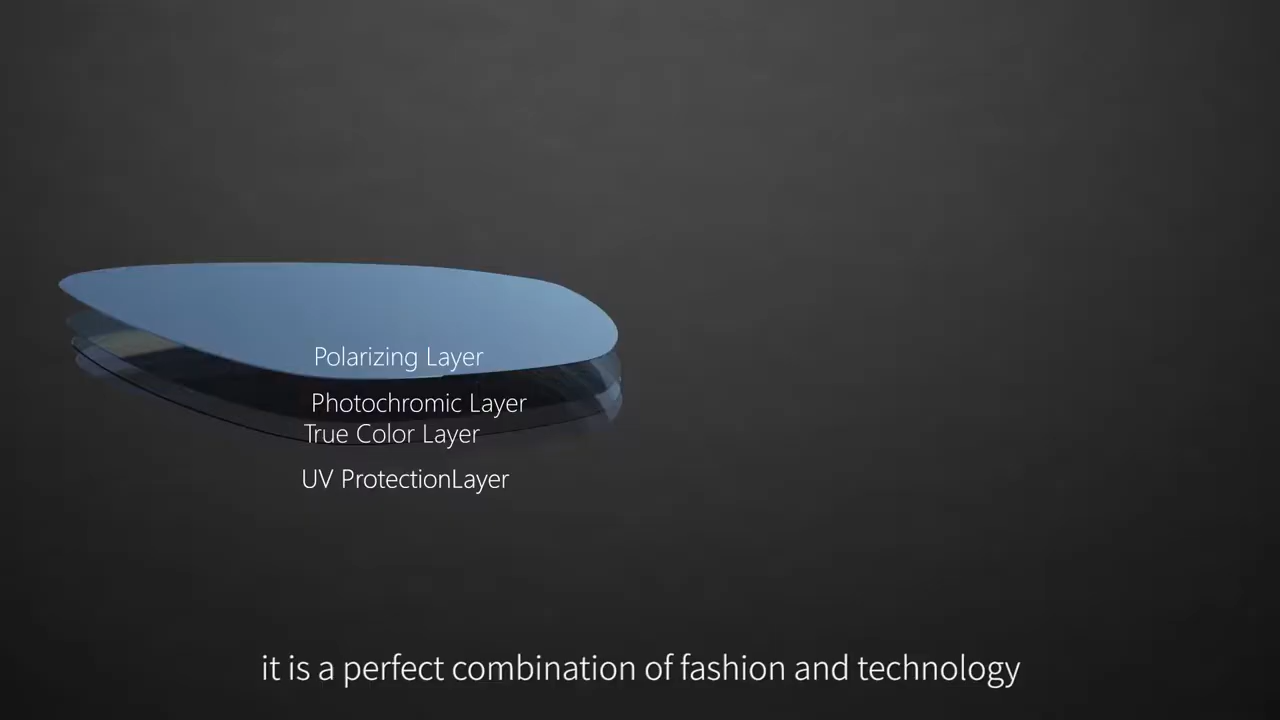 Polarizing Layer
Photochromic Layer
True Color Layer
UV ProtectionLayer
it is a perfect combination of fashion and technology